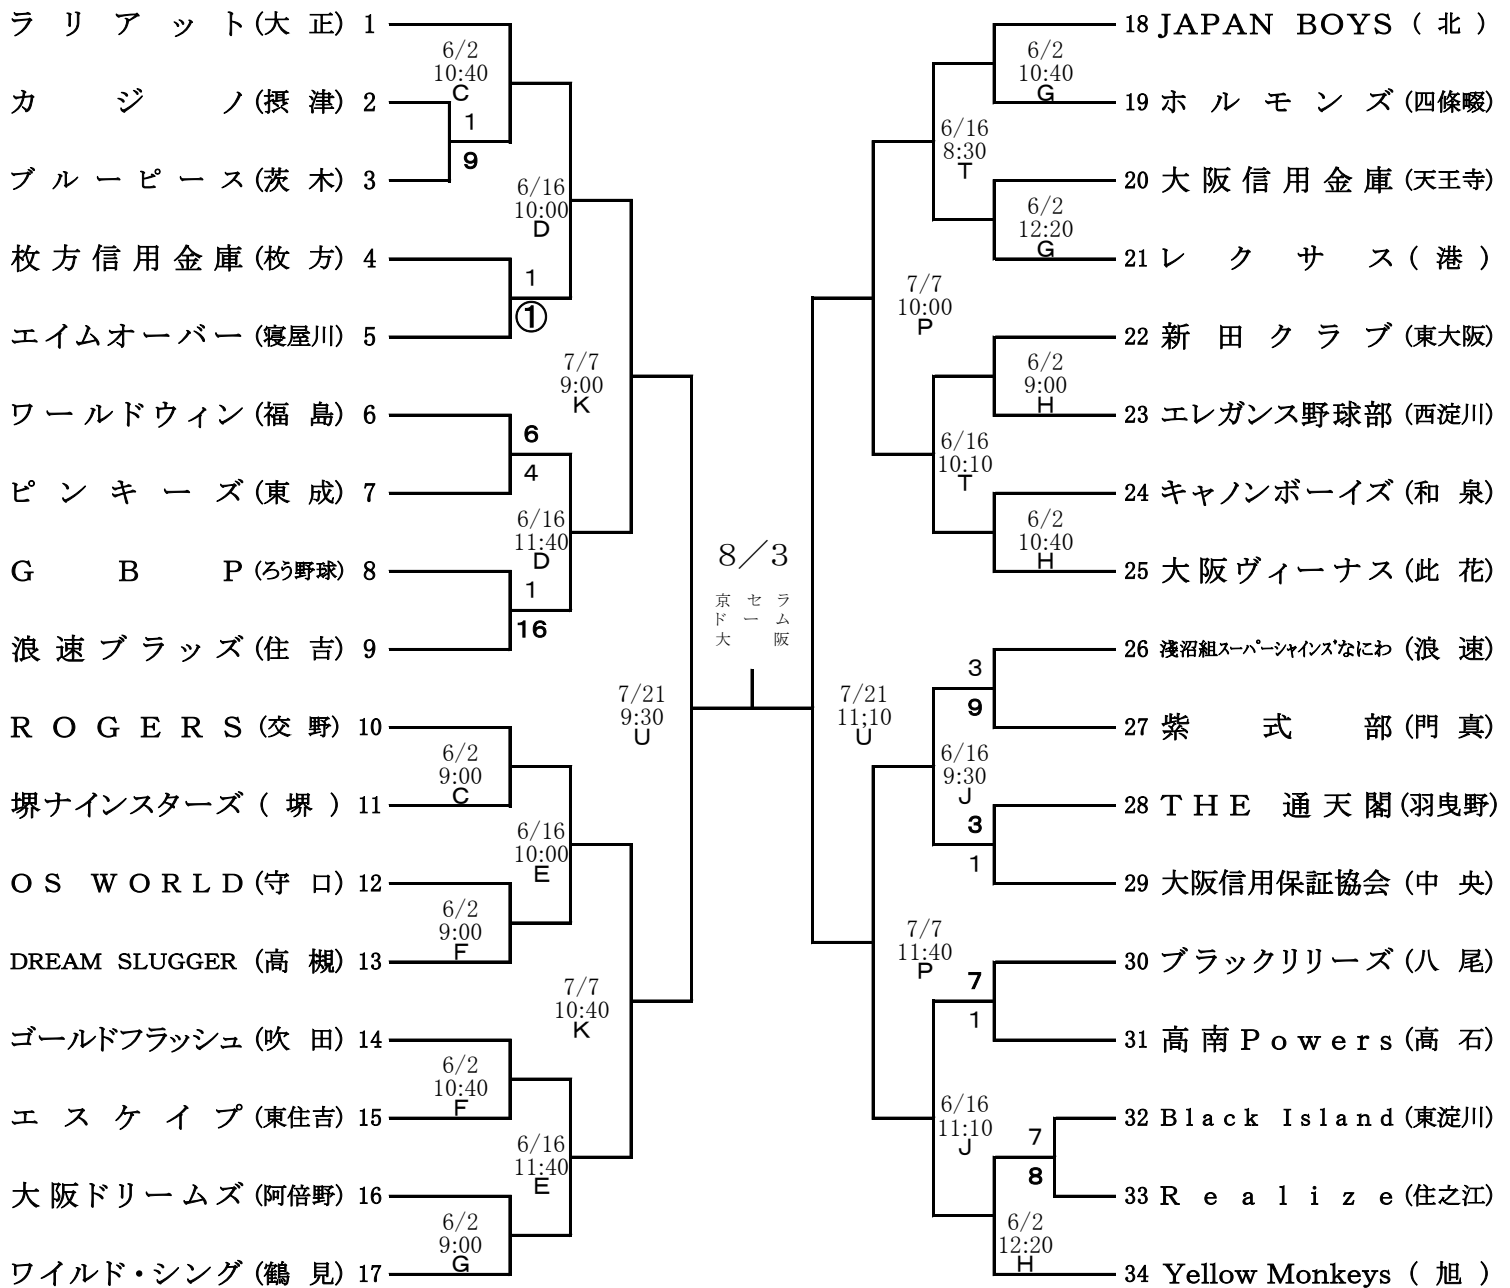 ラリアット(大正) 1
6/2
10:40
C
カジノ(摂津) 2
1
9
ブルーピース(茨木) 3
6/16
10:00
D
枚方信用金庫(枚方) 4
1
①
エイムオーバー(寝屋川) 5
7/7
9:00
K
ワールドウィン(福島) 6
6
4
ピンキーズ(東成) 7
6/16
11:40
D
GBP(ろう野球) 8
1
16
浪速ブラッズ(住吉) 9
7/21
9:30
U
ROGERS(交野) 10
6/2
9:00
C
堺ナインスターズ(堺) 11
6/16
10:00
E
OS WORLD(守口) 12
6/2
9:00
F
DREAM SLUGGER(高槻) 13
7/7
10:40
K
ゴールドフラッシュ(吹田) 14
6/2
10:40
F
エスケイプ(東住吉) 15
6/16
11:40
E
大阪ドリームズ(阿倍野) 16
6/2
9:00
G
ワイルド・シング(鶴見) 17
8/3
京セラ
ドーム
大阪
18 JAPAN BOYS(北)
6/2
10:40
G
19 ホルモンズ(四條畷)
6/16
8:30
T
20 大阪信用金庫(天王寺)
6/2
12:20
G
21 レクサス(港)
7/7
10:00
P
22 新田クラブ(東大阪)
6/2
9:00
H
23 エレガンス野球部(西淀川)
6/16
10:10
T
24 キャノンボーイズ(和泉)
6/2
10:40
H
25 大阪ヴィーナス(此花)
7/21
11;10
U
26 淺沼組スーパーシャインズなにわ(浪速)
3
9
27 紫式部(門真)
6/16
9:30
J
28 THE 通天閣(羽曳野)
3
1
29 大阪信用保証協会(中央)
7/7
11:40
P
30 ブラックリリーズ(八尾)
7
1
31 高南Powers(高石)
6/16
11:10
J
32 Black Island(東淀川)
7
8
33 Realize(住之江)
6/2
12:20
H
34 Yellow Monkeys(旭)